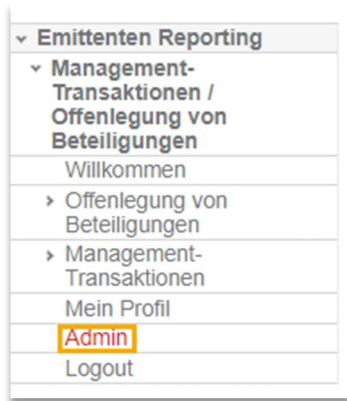 Emittenten Reporting
Management-
Transaktionen /
Offenlegung von
Beteiligungen
Willkommen
Offenlegung von
Beteiligungen
Management-
Transaktionen
Mein Profil
Admin
Logout